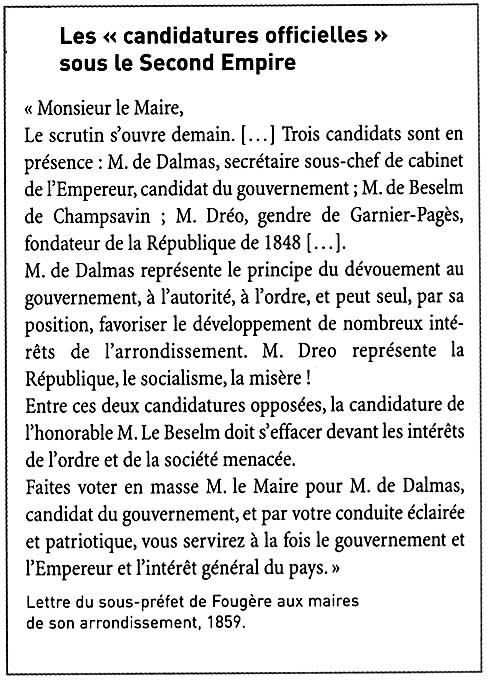 Les « candidatures officielles »
sous le Second Empire
« Monsieur le Maire,
Le scrutin s'ouvre demain. [...] Trois candidats sont en
présence : M. de Dalmas, secrétaire sous-chef de cabinet
de l'Empereur, candidat du gouvernement ; M. de Beselm
de Champsavin ; M. Dréo, gendre de Garnier-Pagès,
fondateur de la République de 1848 [...].
M. de Dalmas représente le principe du dévouement au
gouvernement, à l'autorité, à l'ordre, et peut seul, par sa
position, favoriser le développement de nombreux inté-
rêts de l'arrondissement. M. Dreo représente la
République, le socialisme, la misère !
Entre ces deux candidatures opposées, la candidature de
l'honorable M. Le Beselm doit s'effacer devant les intérêts
de l'ordre et de la société menacée.
Faites voter en masse M. le Maire pour M. de Dalmas,
candidat du gouvernement, et par votre conduite éclairée
et patriotique, vous servirez à la fois le gouvernement et
l'Empereur et l'intérêt général du pays. »
Lettre du sous-préfet de Fougère aux maires
de son arrondissement, 1859.